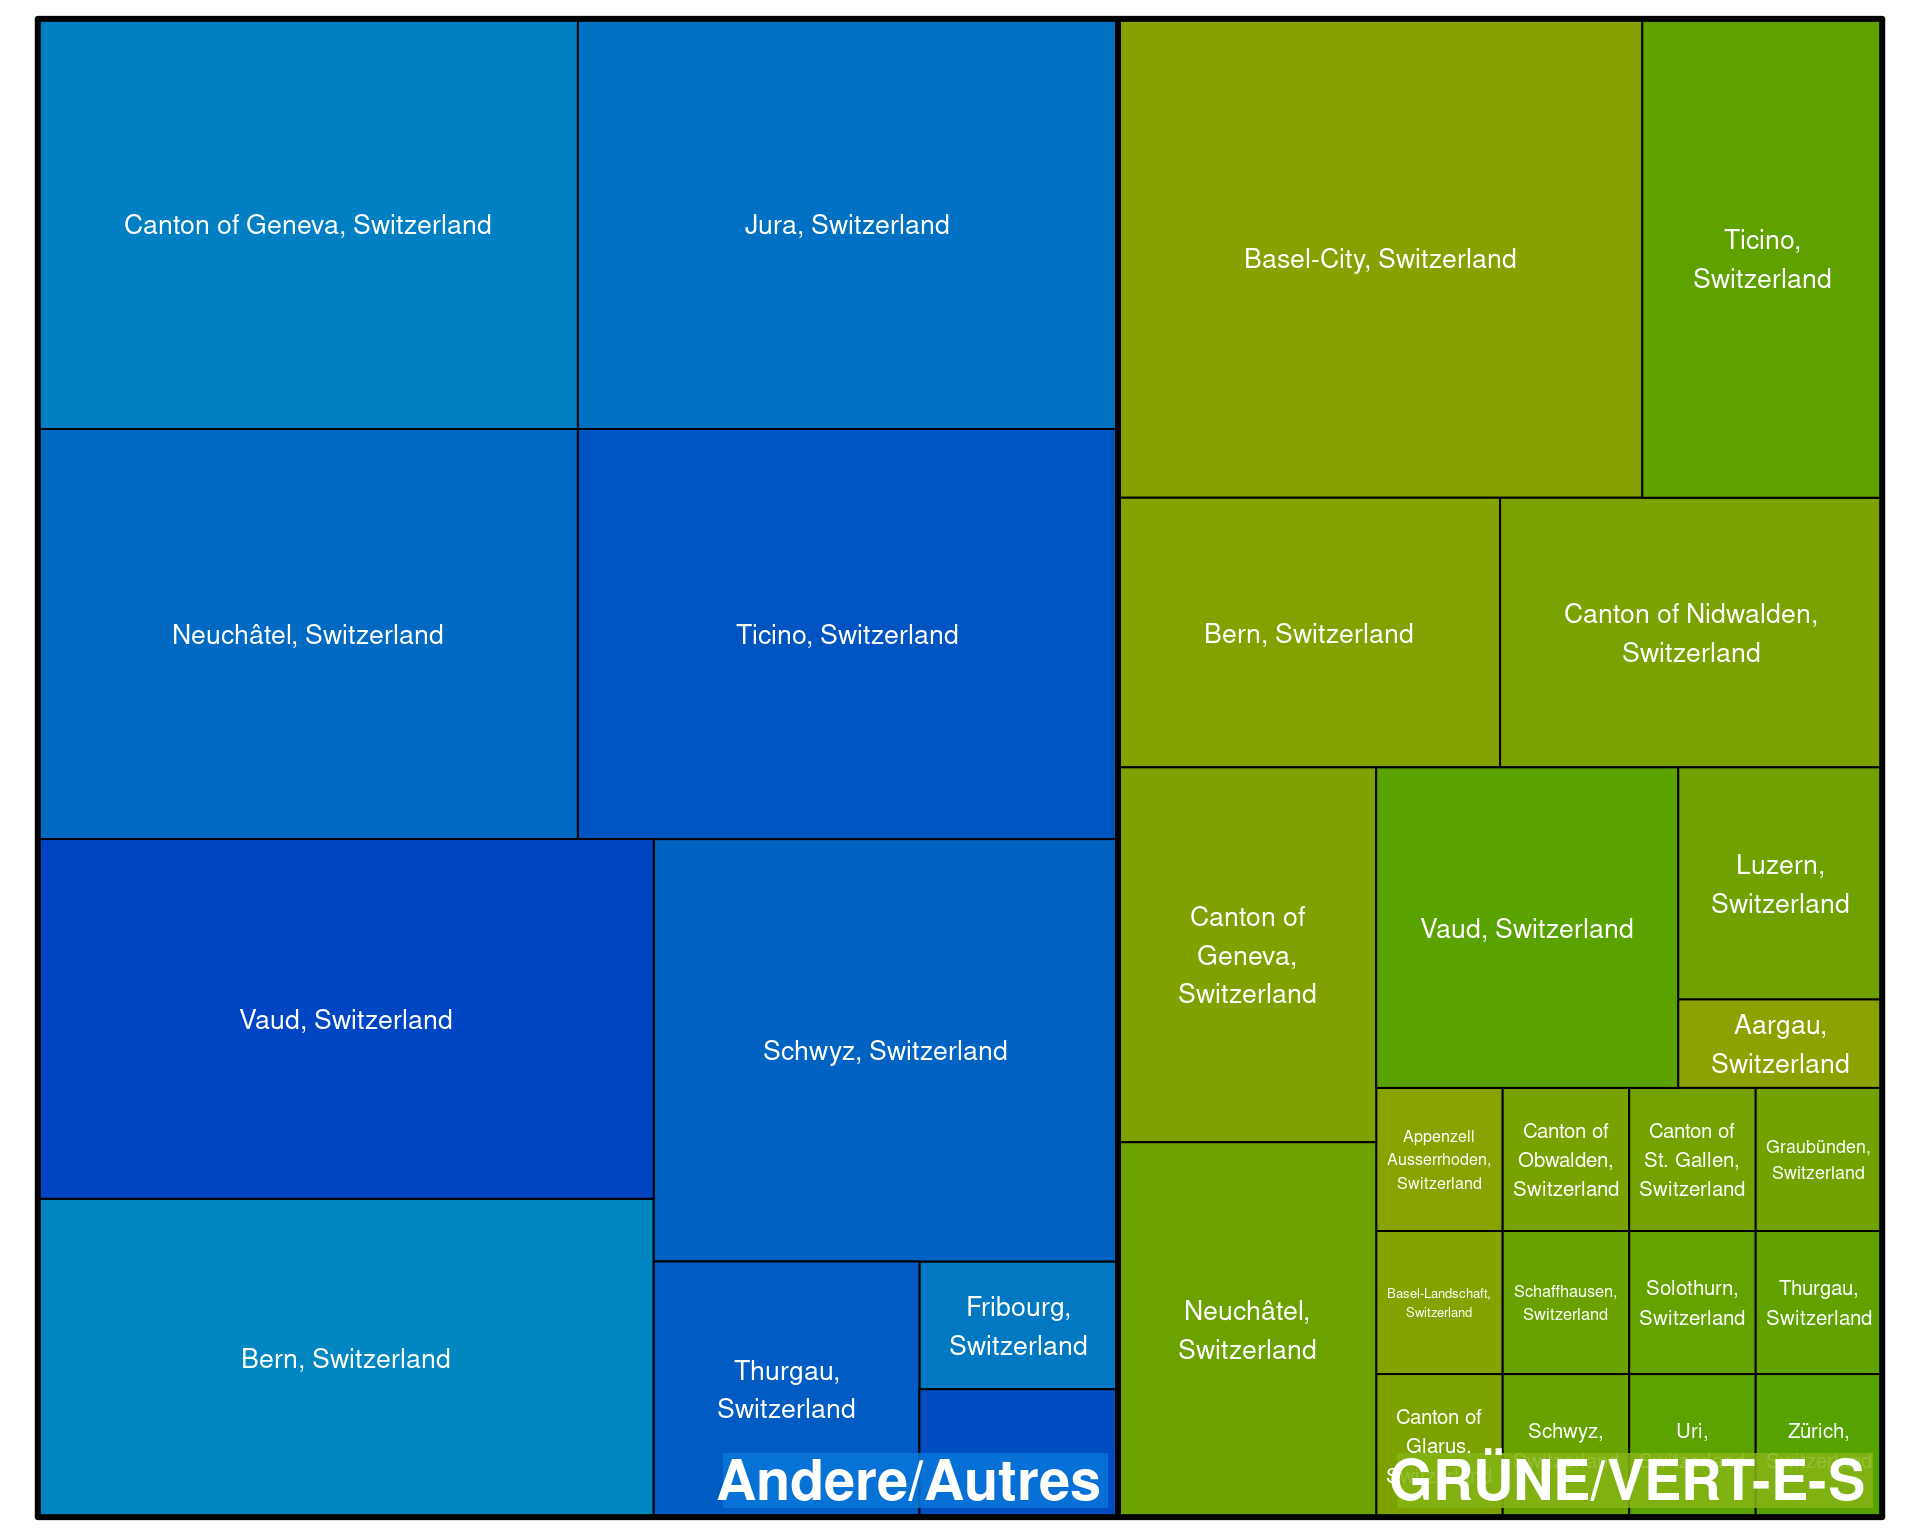 Canton of Geneva, Switzerland
Jura, Switzerland
Neuchâtel, Switzerland
Ticino, Switzerland
Vaud, Switzerland
Schwyz, Switzerland
Bern, Switzerland
Thurgau,
Switzerland
Fribourg,
Switzerland
Andere/Autres
Basel-City, Switzerland
Ticino,
Switzerland
Bern, Switzerland
Canton of Nidwalden,
Switzerland
Canton of
Geneva,
Switzerland
Vaud, Switzerland
Luzern,
Switzerland
Aargau,
Switzerland
Neuchâtel,
Switzerland
Appenzell
Ausserrhoden,
Switzerland
Canton of
Obwalden,
Switzerland
Canton of
St. Gallen,
Switzerland
Graubünden,
Switzerland
Basel-Landschaft,
Switzerland
Schaffhausen,
Switzerland
Solothurn,
Switzerland
Thurgau,
Switzerland
Canton of
Glarus,
Schwyz,
Uri,
Zürich,
GRÜNE/VERT-E-S